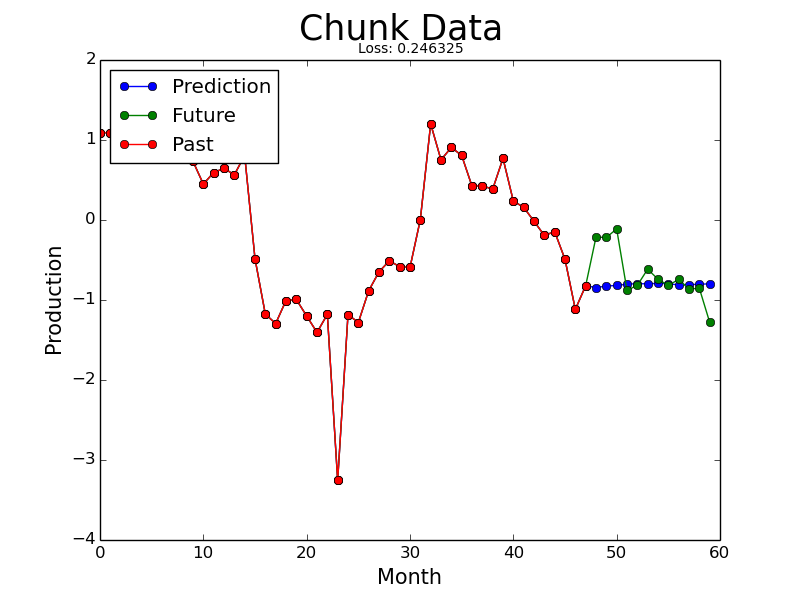 Chunk Data
Loss: 0.246325
Prediction
Future
Past
2
1
0
−1
−2
−3
−4
Production
0 10 20 30 40 50 60
Month